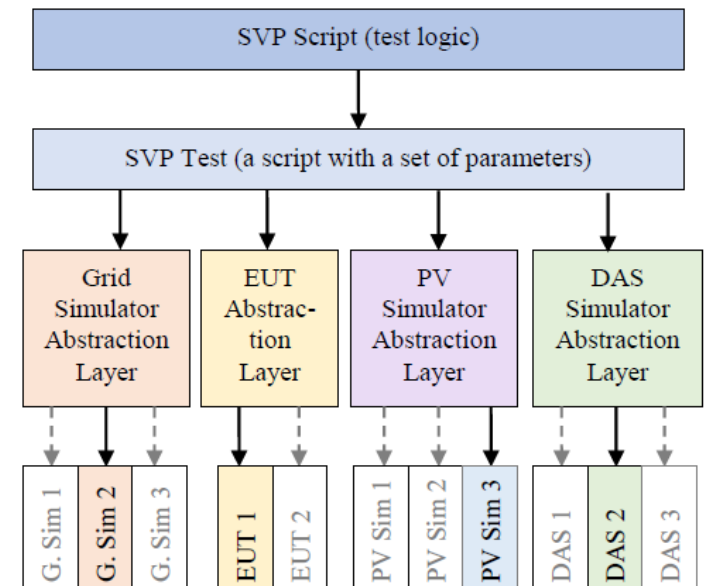 SVP Script (test logic)
SVP Test (a script with a set of parameters)
Grid
Simulator
Abstraction
Layer
EUT
Abstrac-
tion
Layer
PV
Simulator
Abstraction
Layer
DAS
Simulator
Abstraction
Layer
G. Sim 1
G. Sim 2
G. Sim 3
EUT 1
EUT 2
PV Sim 1
PV Sim 2
PV Sim 3
DAS 1
DAS 2
DAS 3